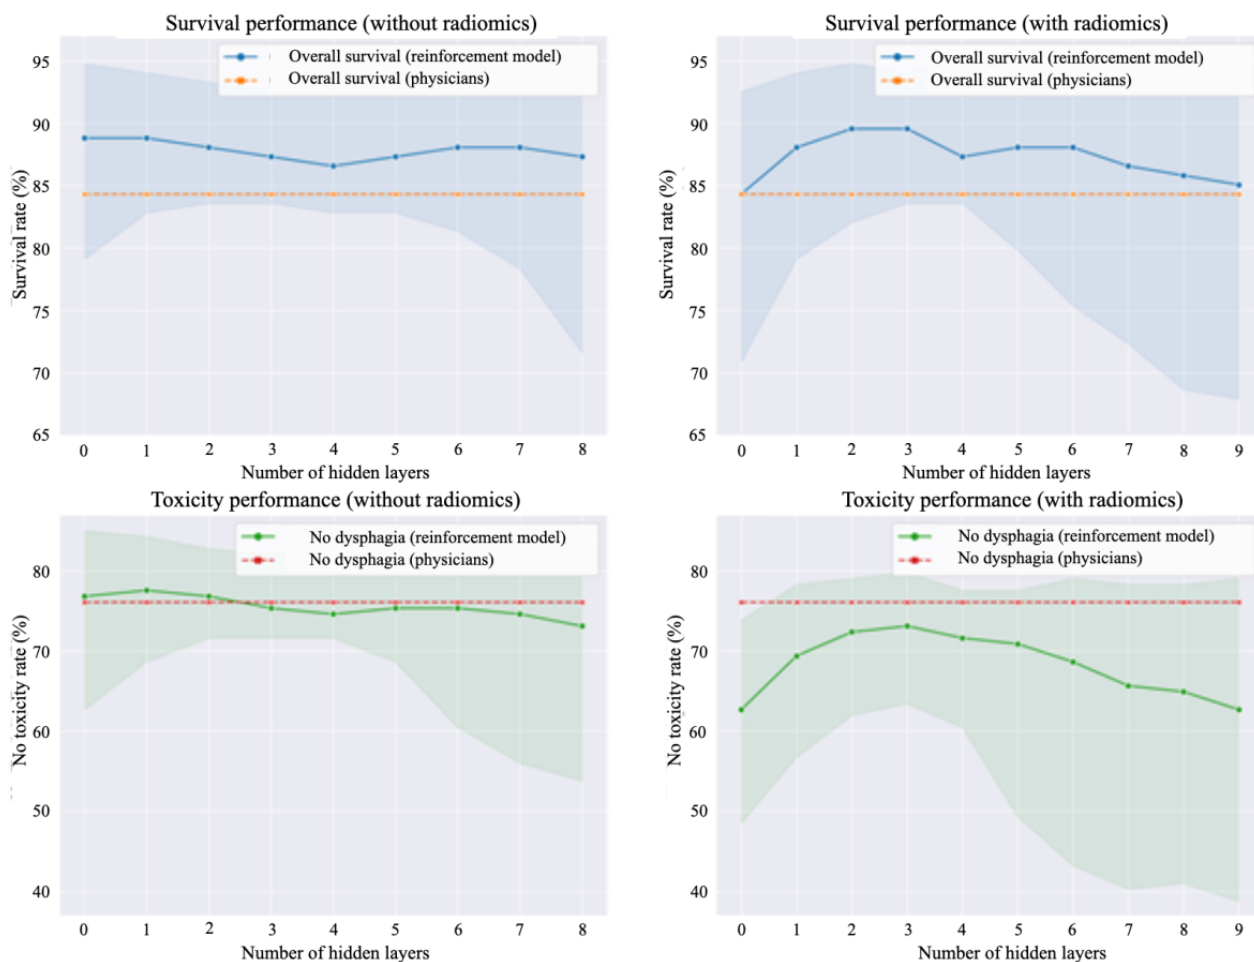 Survival performance (without radiomics)
Overall survival (reinforcement model)
Overall survival (physicians)
95
90
85
80
75
70
65
Survival rate (%)
0 1 2 3 4 5 6 7 8
Number of hidden layers
Survival performance (with radiomics)
Overall survival (reinforcement model)
Overall survival (physicians)
95
90
85
80
75
70
65
Survival rate (%)
0 1 2 3 4 5 6 7 8 9
Number of hidden layers
Toxicity performance (without radiomics)
No dysphagia (reinforcement model)
No dysphagia (physicians)
80
70
60
50
40
No toxicity rate (%)
0 1 2 3 4 5 6 7 8
Number of hidden layers
Toxicity performance (with radiomics)
No dysphagia (reinforcement model)
No dysphagia (physicians)
80
70
60
50
40
No toxicity rate (%)
0 1 2 3 4 5 6 7 8 9
Number of hidden layers